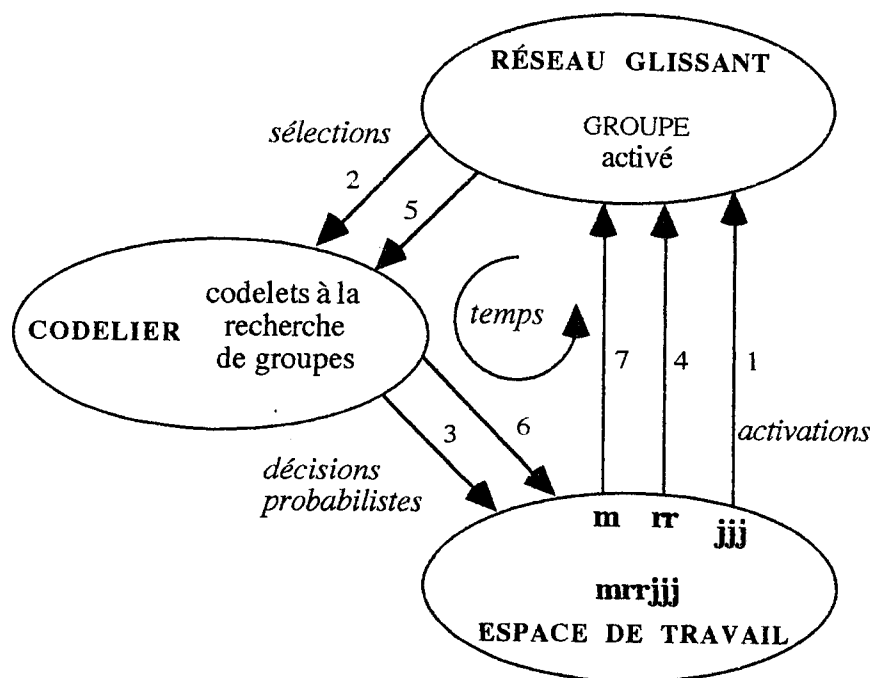 RÉSEAU GLISSANT
GROUPE
activé
sélections
2
5
CODELIER
codelets à la
recherche
de groupes
temps
7
4
1
3
6
activations
décisions
probabilistes
m rr jjj
mrrjjj
ESPACE DE TRAVAIL